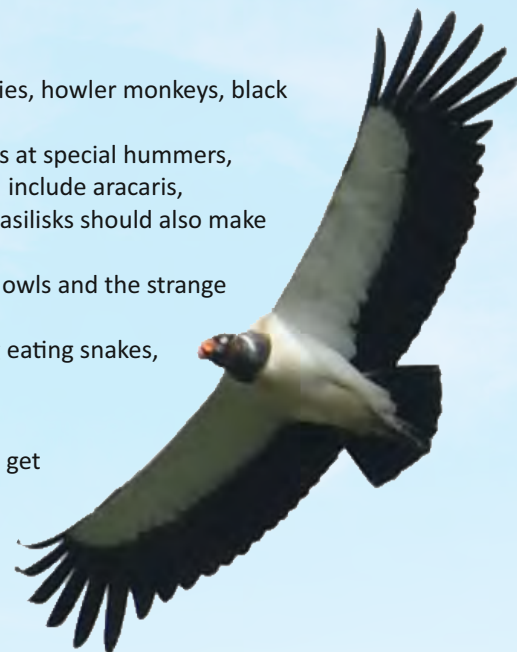 ies, howler monkeys, black
s at special hummers,
include aracaris,
asilisks should also make
owls and the strange
eating snakes,
get